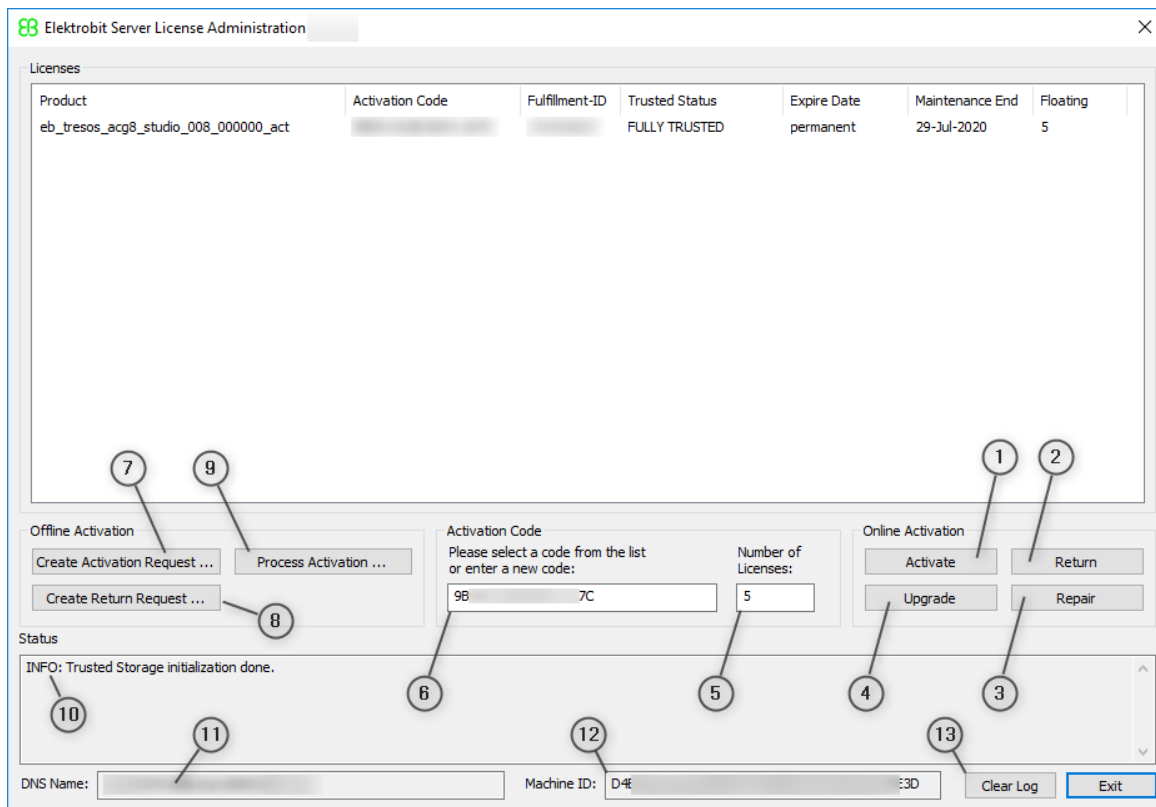 Elektrobit Server License Administration
Licenses
Product Activation Code Fulfillment-ID Trusted Status Expire Date Maintenance End Floating
eb_tresos_acg8_studio_008_000000_act FULLY TRUSTED permanent 29-Jul-2020 5
7 9 1 2
Offline Activation Activation Code Online Activation
Please select a code from the list
or enter a new code:
Number of
Licenses:
Create Activation Request ... Process Activation ... Activate Return
Create Return Request ... 9B 7C 5 Upgrade Repair
8
Status
INFO: Trusted Storage initialization done.
6 5 4 3
10
11 12 13
DNS Name: Machine ID: E3D Clear Log Exit